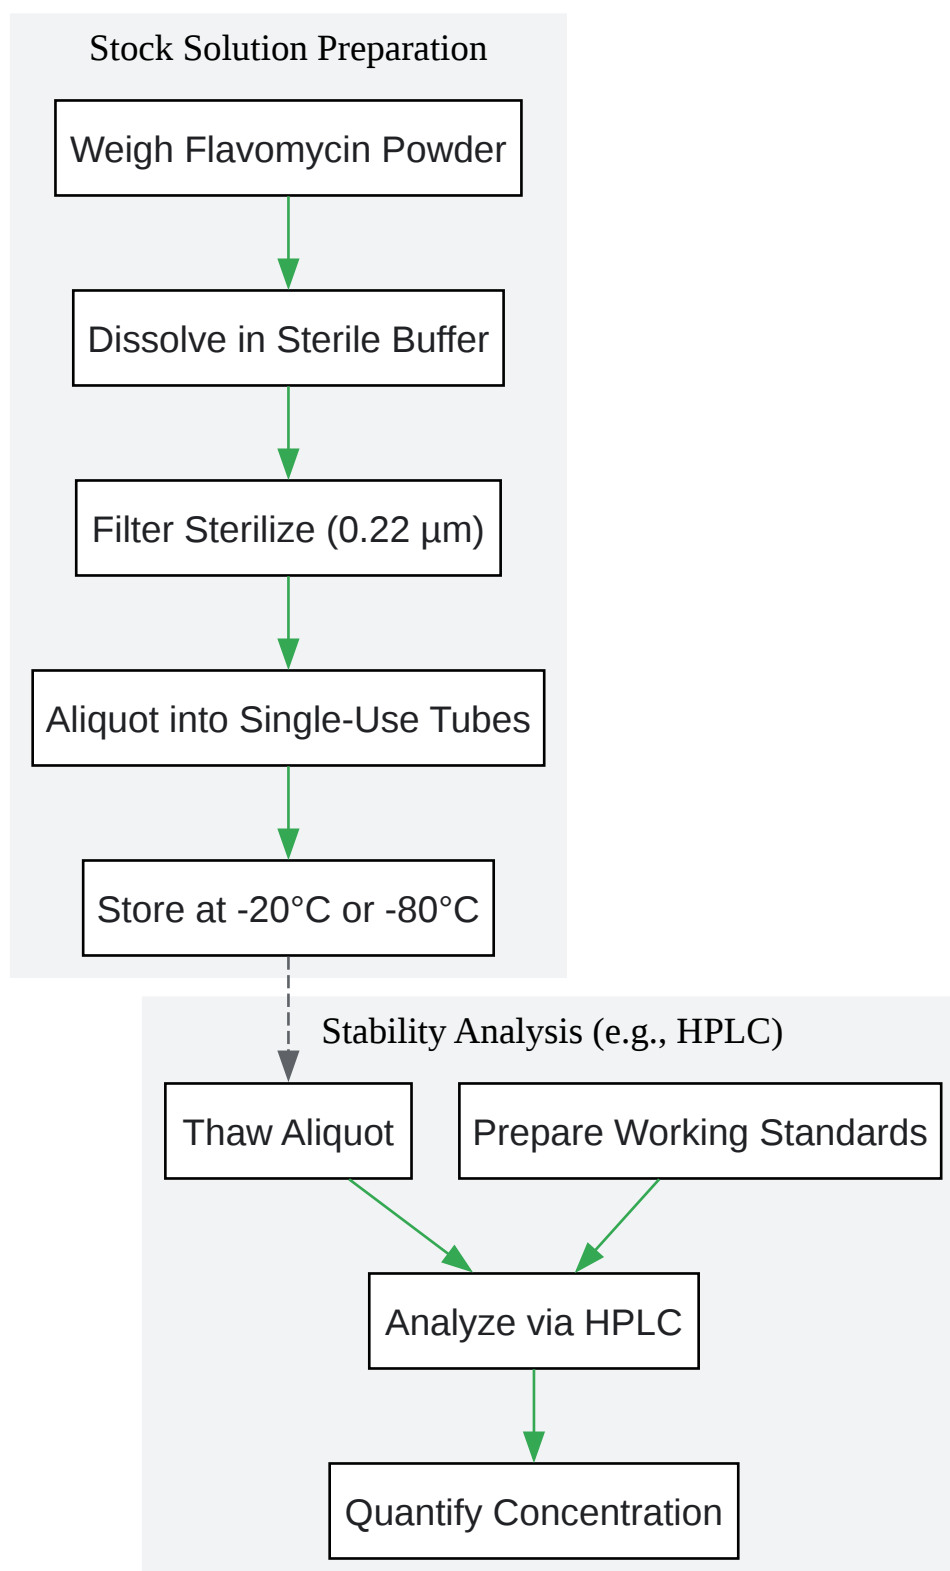 Stock Solution Preparation
Weigh Flavomycin Powder
Dissolve in Sterile Buffer
Filter Sterilize (0.22 µm)
Aliquot into Single-Use Tubes
Store at -20°C or -80°C
Stability Analysis (e.g., HPLC)
Thaw Aliquot
Prepare Working Standards
Analyze via HPLC
Quantify Concentration